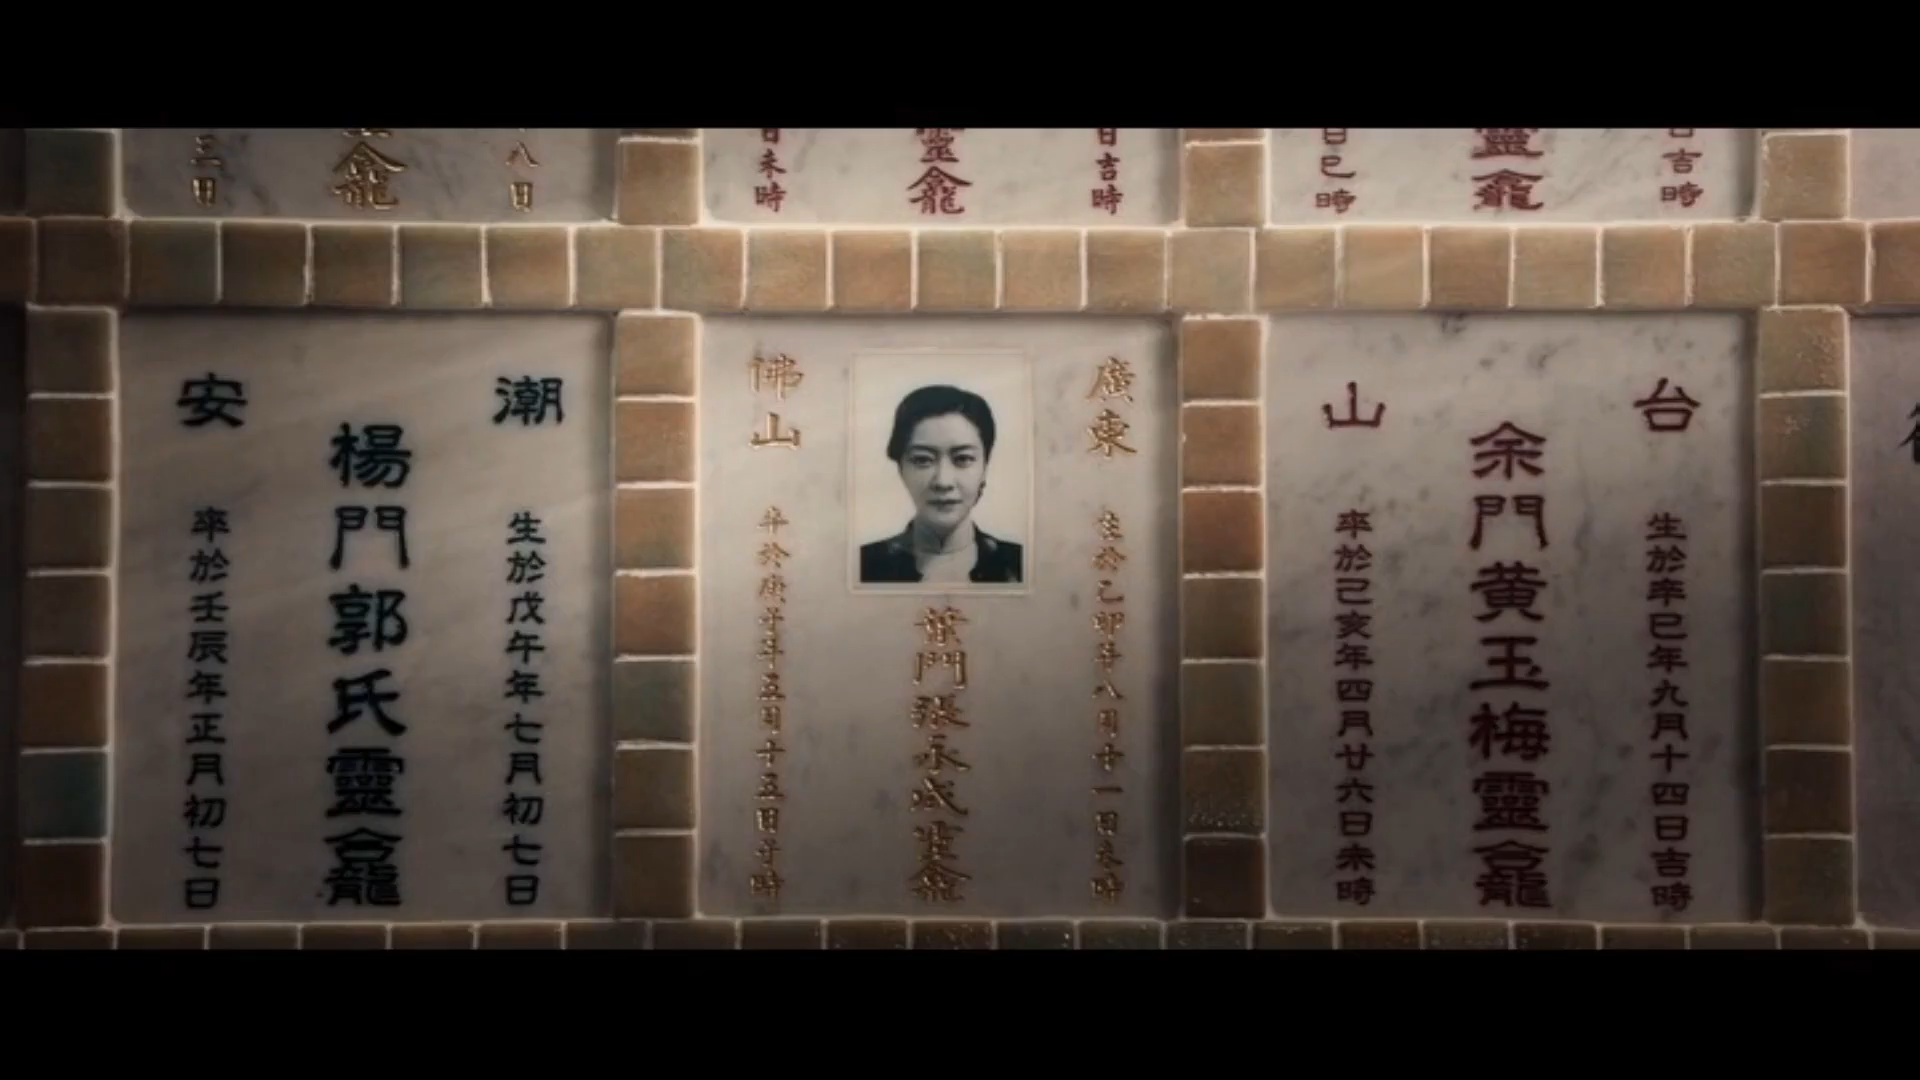 吉時
靈龕
巳時
日吉時
靈龕
日未時
八日
龕
三日
台
生於辛巳年九月十四日吉時
余門黄玉梅靈龕
山
卒於己亥年四月廿六日未時
廣東
生於乙卯年八月十一日未時
葉門張永成靈龕
佛山
卒於庚子年五月十五日子時
潮
生於戊午年七月初七日
楊門郭氏靈龕
安
卒於壬辰年正月初七日